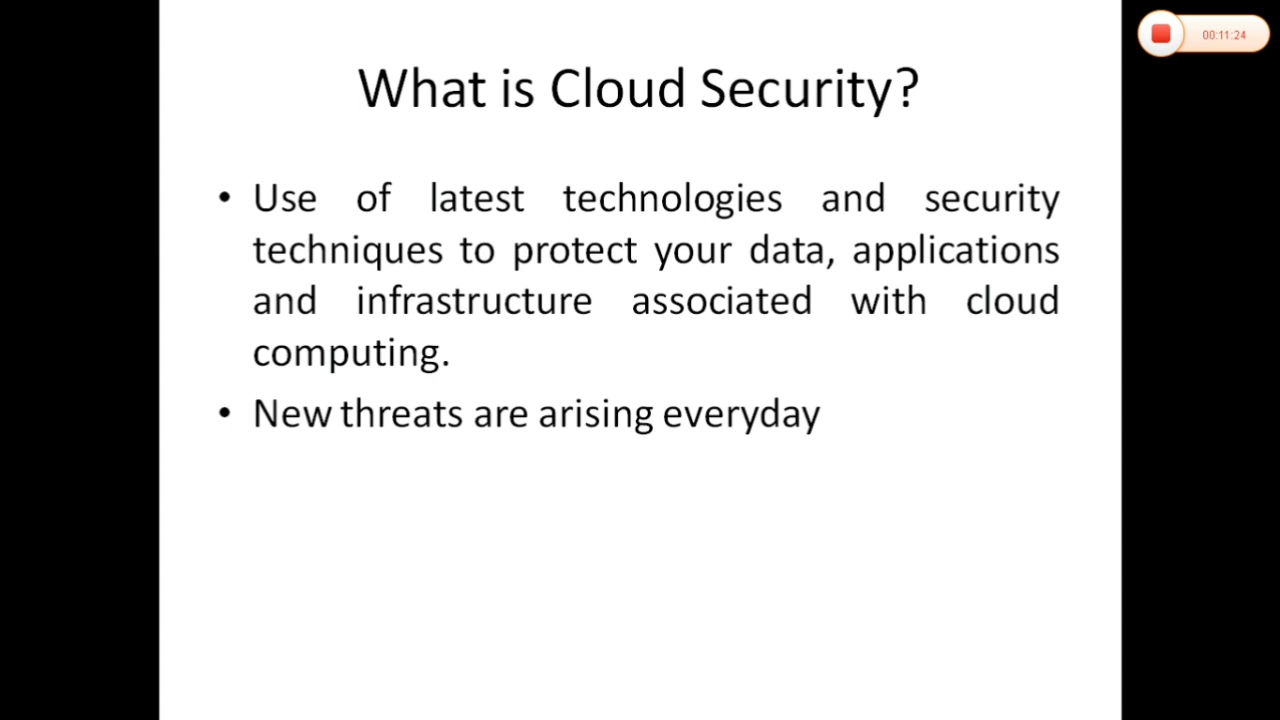 What is Cloud Security?
• Use of latest technologies and security
techniques to protect your data, applications
and infrastructure associated with cloud
computing.
• New threats are arising everyday
00:11:24